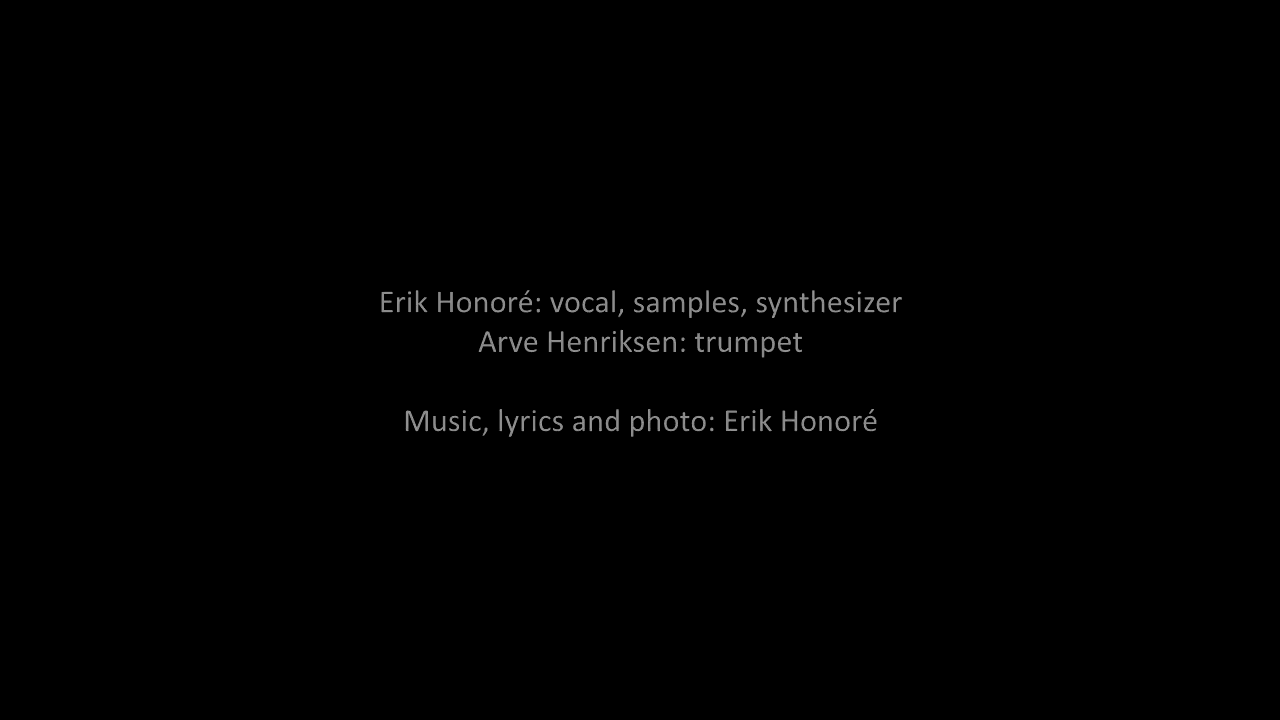 Erik Honoré: vocal, samples, synthesizer
Arve Henriksen: trumpet
Music, lyrics and photo: Erik Honoré